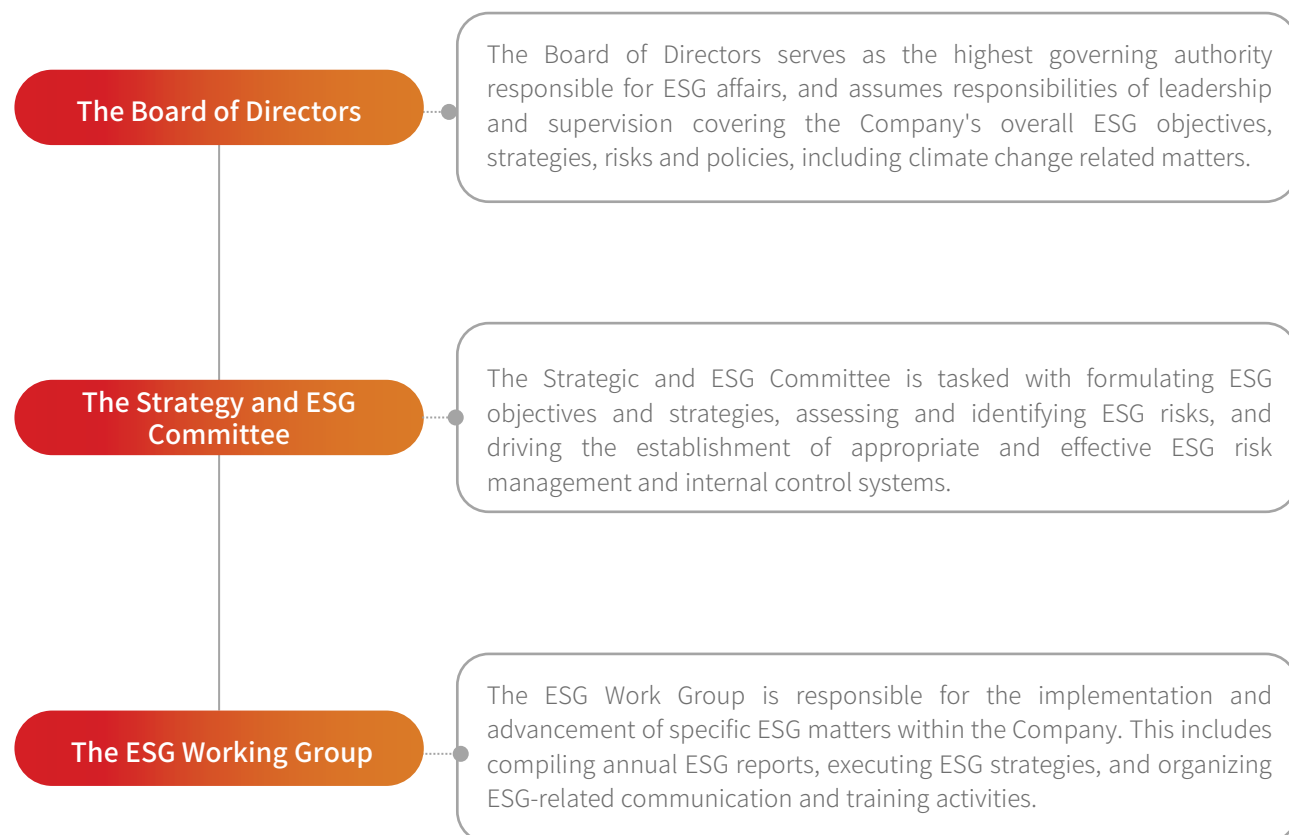 The Board of Directors
The Board of Directors serves as the highest governing authority
responsible for ESG affairs, and assumes responsibilities of leadership
and supervision covering the Company's overall ESG objectives,
strategies, risks and policies, including climate change related matters.
The Strategy and ESG
Committee
The Strategic and ESG Committee is tasked with formulating ESG
objectives and strategies, assessing and identifying ESG risks, and
driving the establishment of appropriate and effective ESG risk
management and internal control systems.
The ESG Working Group
The ESG Work Group is responsible for the implementation and
advancement of specific ESG matters within the Company. This includes
compiling annual ESG reports, executing ESG strategies, and organizing
ESG-related communication and training activities.